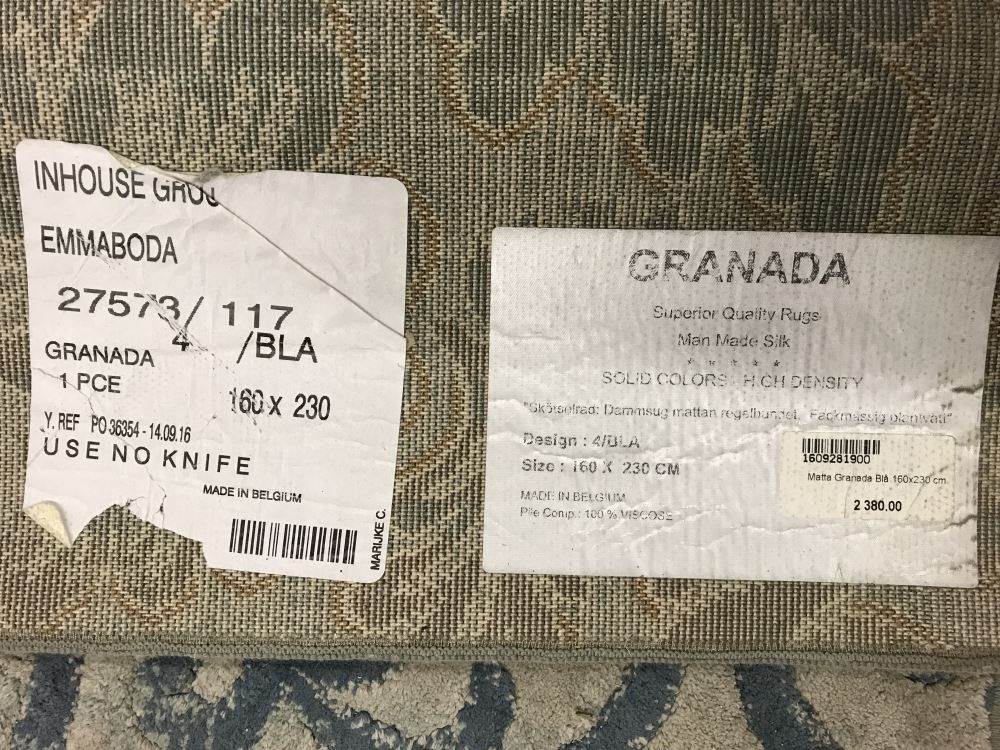 INHOUSE GROU
EMMABODA
27573/ 117
4 /BLA
GRANADA
1 PCE
160 x 230
Y. REF PO 36354 - 14.09.16
USE NO KNIFE
MADE IN BELGIUM
MARIJKE C.
GRANADA
Superior Quality Rugs
Man Made Silk
* * * * *
SOLID COLORS - HIGH DENSITY
"Skötselråd: Dammsug mattan regelbundet. Fackmässig plantvätt"
Design : 4/BLA
Size : 160 X 230 CM
MADE IN BELGIUM
Pile Comp.: 100 % VISCOSE
1609281900
Matta Granada Blå 160x230 cm
2 380.00